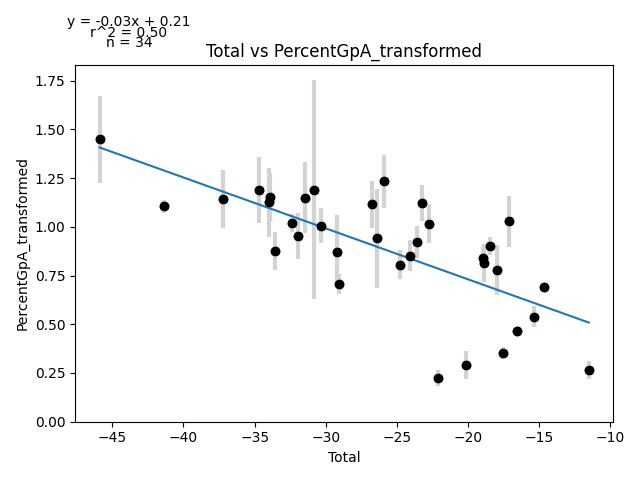 y = -0.03x + 0.21
r^2 = 0.50
n = 34
Total vs PercentGpA_transformed
PercentGpA_transformed
1.75
1.50
1.25
1.00
0.75
0.50
0.25
0.00
−45
−40
−35
−30
−25
−20
−15
−10
Total